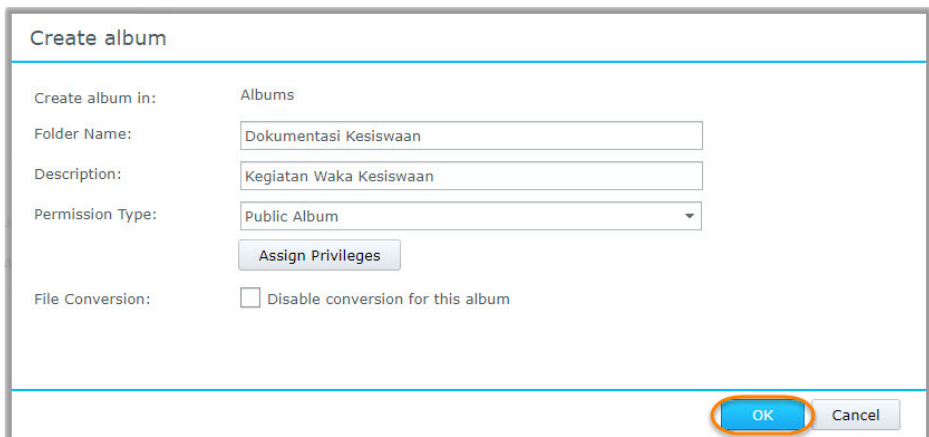 Create album
Create album in: Albums
Folder Name: Dokumentasi Kesiswaan
Description: Kegiatan Waka Kesiswaan
Permission Type: Public Album
Assign Privileges
File Conversion: Disable conversion for this album
OK Cancel